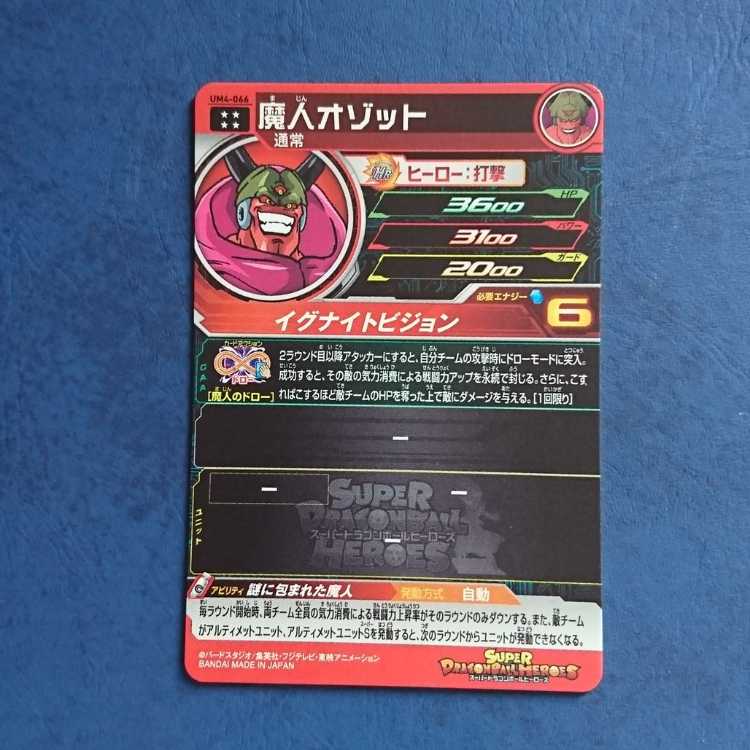 UM4-066
魔人オゾット
通常
ヒーロー:打撃
3600
HP
3100
パワー
2000
ガード
必要エナジー 6
イグナイトビジョン
カードアクション
ドロー
[魔人のドロー]
CAA
2ラウンド目以降アタッカーにすると、自分チームの攻撃時にドローモードに突入。
成功すると、その敵の気力消費による戦闘力アップを永続で封じる。さらに、こす
ればこするほど敵チームのHPを奪った上で敵にダメージを与える。[1回限り]
ー
ー ー
ー
ユニット
SUPER
DRAGONBALL
スーパードラゴンボールヒーローズ
HEROES
アビリティ 謎に包まれた魔人 発動方式 自動
毎ラウンド開始時、両チーム全員の気力消費による戦闘力上昇率がそのラウンドのみダウンする。また、敵チーム
がアルティメットユニット、アルティメットユニットSを発動すると、次のラウンドからユニットが発動できなくなる。
©バードスタジオ/集英社・フジテレビ・東映アニメーション
BANDAI MADE IN JAPAN
SUPER
DRAGONBALL HEROES
スーパードラゴンボールヒーローズ